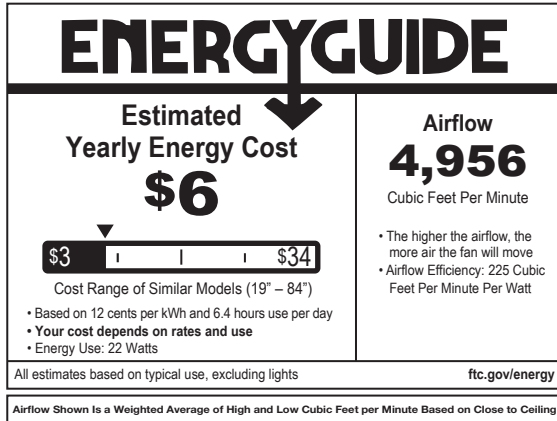 ENERGYGUIDE
Estimated
Yearly Energy Cost
$6
$3
$34
Cost Range of Similar Models (19” – 84”)
• Based on 12 cents per kWh and 6.4 hours use per day
• Your cost depends on rates and use
• Energy Use: 22 Watts
Airflow
4,956
Cubic Feet Per Minute
• The higher the airflow, the
more air the fan will move
• Airflow Efficiency: 225 Cubic
Feet Per Minute Per Watt
All estimates based on typical use, excluding lights
ftc.gov/energy
Airflow Shown Is a Weighted Average of High and Low Cubic Feet per Minute Based on Close to Ceiling